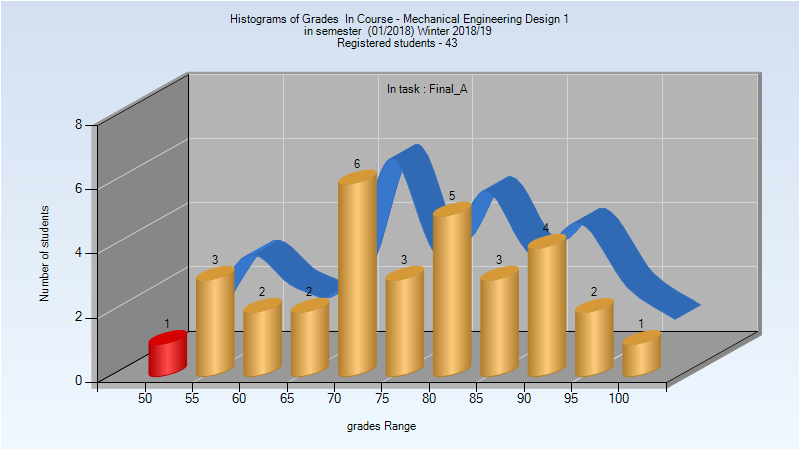 Histograms of Grades  In Course - Mechanical Engineering Design 1
in semester  (01/2018) Winter 2018/19
Registered students - 43
In task : Final_A
Number of students
8
6
4
2
0
1
3
2
2
6
3
5
3
4
2
1
50 55 60 65 70 75 80 85 90 95 100
grades Range